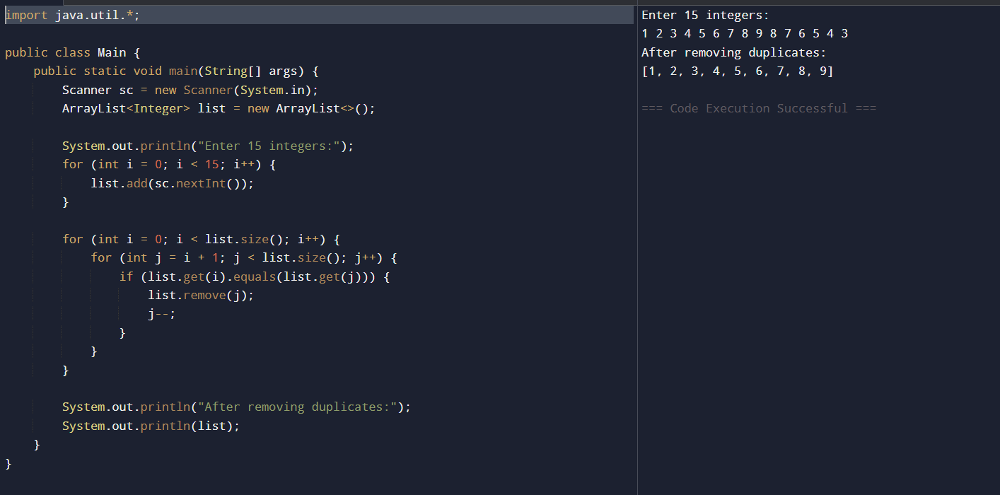 import java.util.*;
public class Main {
    public static void main(String[] args) {
        Scanner sc = new Scanner(System.in);
        ArrayList<Integer> list = new ArrayList<>();
        System.out.println("Enter 15 integers:");
        for (int i = 0; i < 15; i++) {
            list.add(sc.nextInt());
        }
        for (int i = 0; i < list.size(); i++) {
            for (int j = i + 1; j < list.size(); j++) {
                if (list.get(i).equals(list.get(j))) {
                    list.remove(j);
                    j--;
                }
            }
        }
        System.out.println("After removing duplicates:");
        System.out.println(list);
    }
}
Enter 15 integers:
1 2 3 4 5 6 7 8 9 8 7 6 5 4 3
After removing duplicates:
[1, 2, 3, 4, 5, 6, 7, 8, 9]
=== Code Execution Successful ===